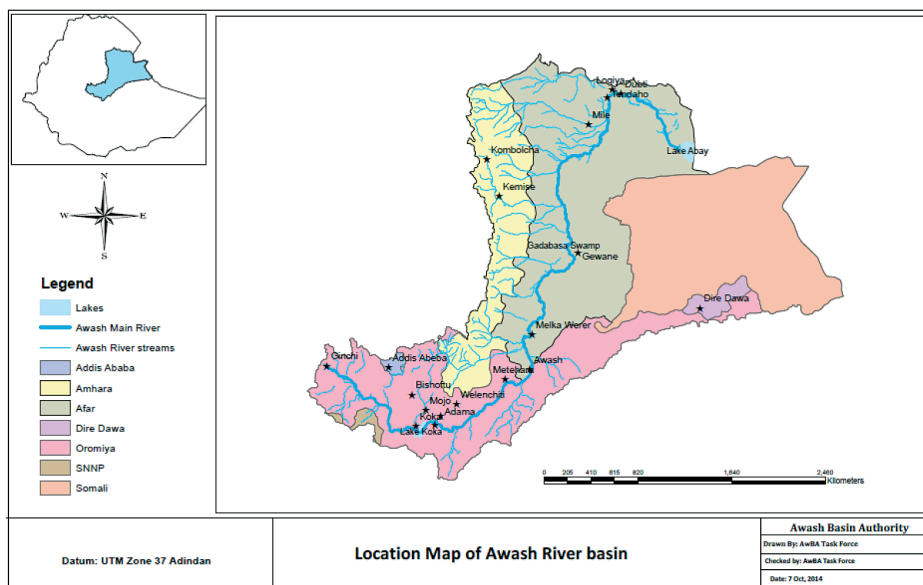 N
W
E
S
Legend
Lakes
Awash Main River
Awash River streams
Addis Ababa
Amhara
Afar
Dire Dawa
Oromiya
SNNP
Somali
Logiya
Dubti
Tendaho
Mile
Lake Abay
Kombolcha
Kemise
Gadabasa Swamp
Gewane
Dire Dawa
Melka Werer
Awash
Metehara
Ginchi
Addis Abeba
Bishoftu
Welenchiti
Mojo
Adama
Koka
Lake Koka
0 205 410 615 820 1,640 2,460
Kilometers
Datum: UTM Zone 37 Adindan
Location Map of Awash River basin
Awash Basin Authority
Drawn By: AwBA Task Force
Checked by: AwBA Task Force
Date: 7 Oct, 2014